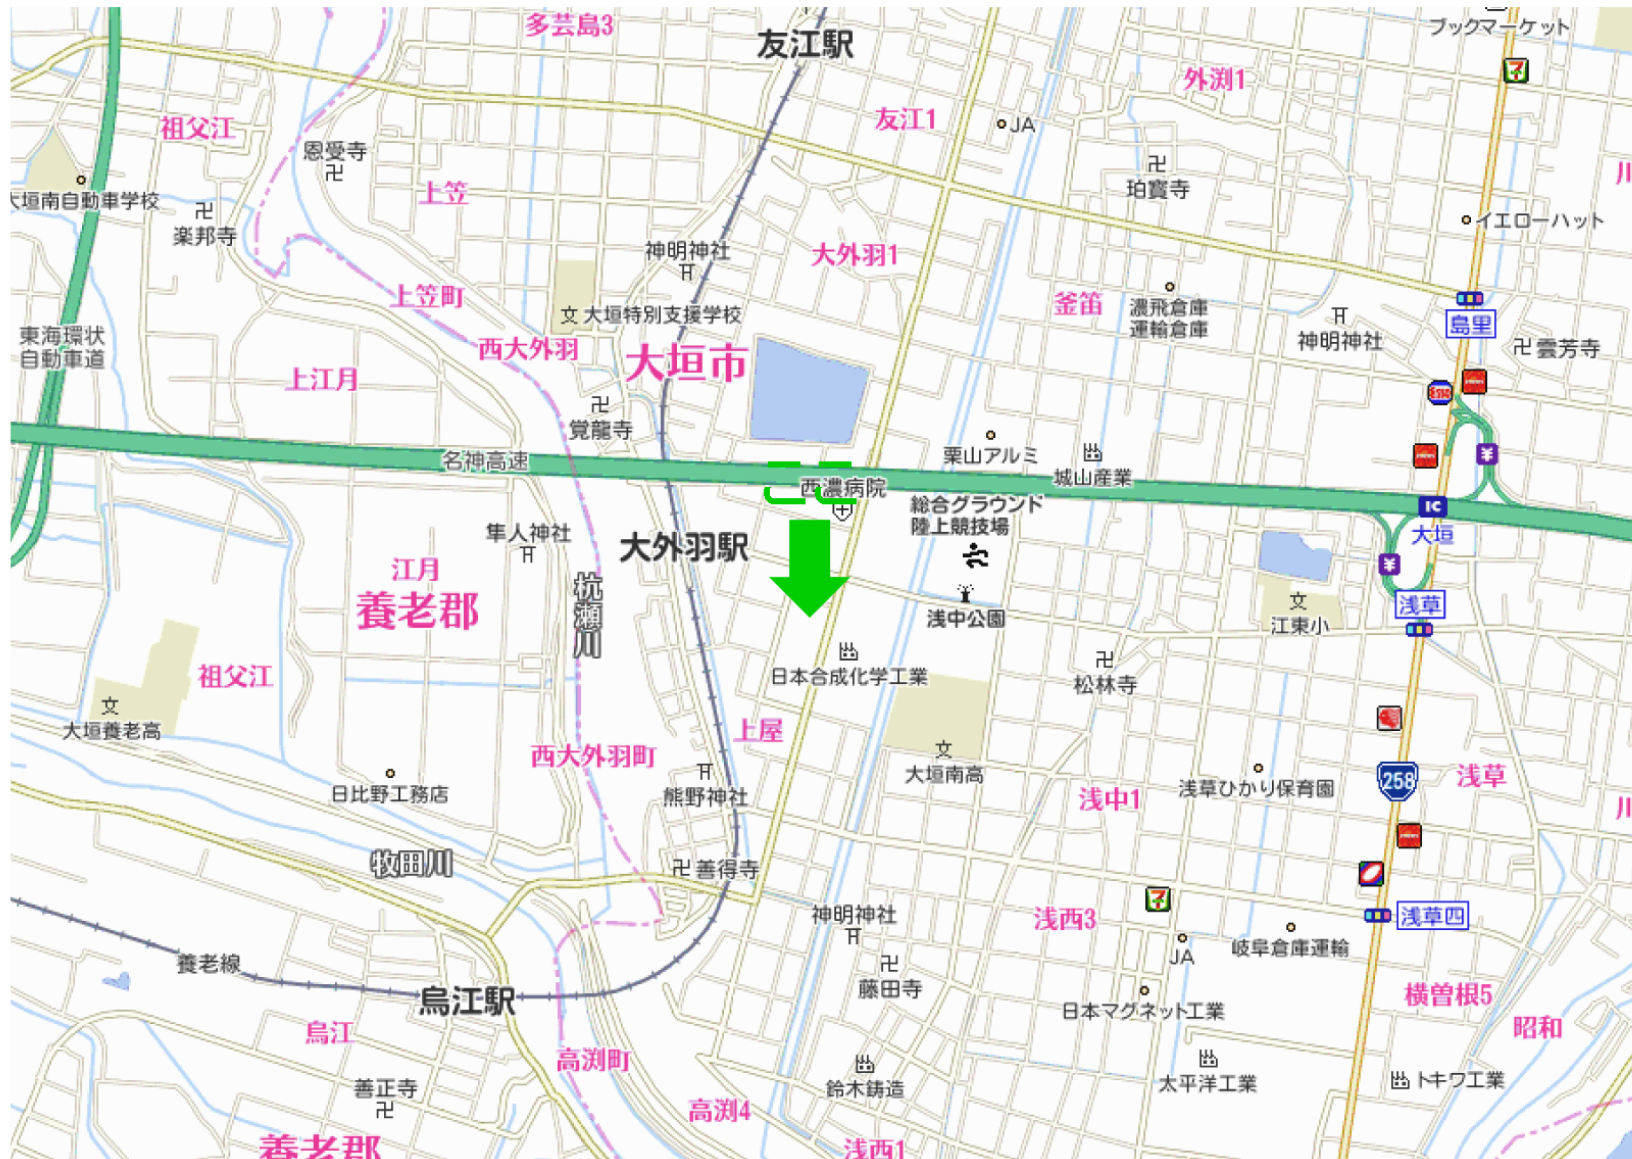 多芸島3
友江駅
ブックマーケット
外渕1
祖父江
友江1
JA
恩受寺
上笠
珀寳寺
大垣南自動車学校
楽邦寺
イエローハット
神明神社
大外羽1
上笠町
釜笛
濃飛倉庫
運輸倉庫
大垣特別支援学校
島里
東海環状
自動車道
西大外羽
大垣市
神明神社
雲芳寺
上江月
覚龍寺
名神高速
栗山アルミ
城山産業
西濃病院
総合グラウンド
陸上競技場
IC
大垣
隼人神社
大外羽駅
江月
養老郡
杭瀬川
浅中公園
浅草
江東小
祖父江
日本合成化学工業
松林寺
大垣養老高
上屋
西大外羽町
大垣南高
258
浅草
日比野工務店
熊野神社
浅中1
浅草ひかり保育園
川
川
牧田川
善得寺
神明神社
浅西3
浅草四
岐阜倉庫運輸
JA
養老線
烏江駅
藤田寺
日本マグネット工業
横曽根5
烏江
昭和
高渕町
善正寺
鈴木鋳造
太平洋工業
トキワ工業
高渕4
養老郡
浅西1